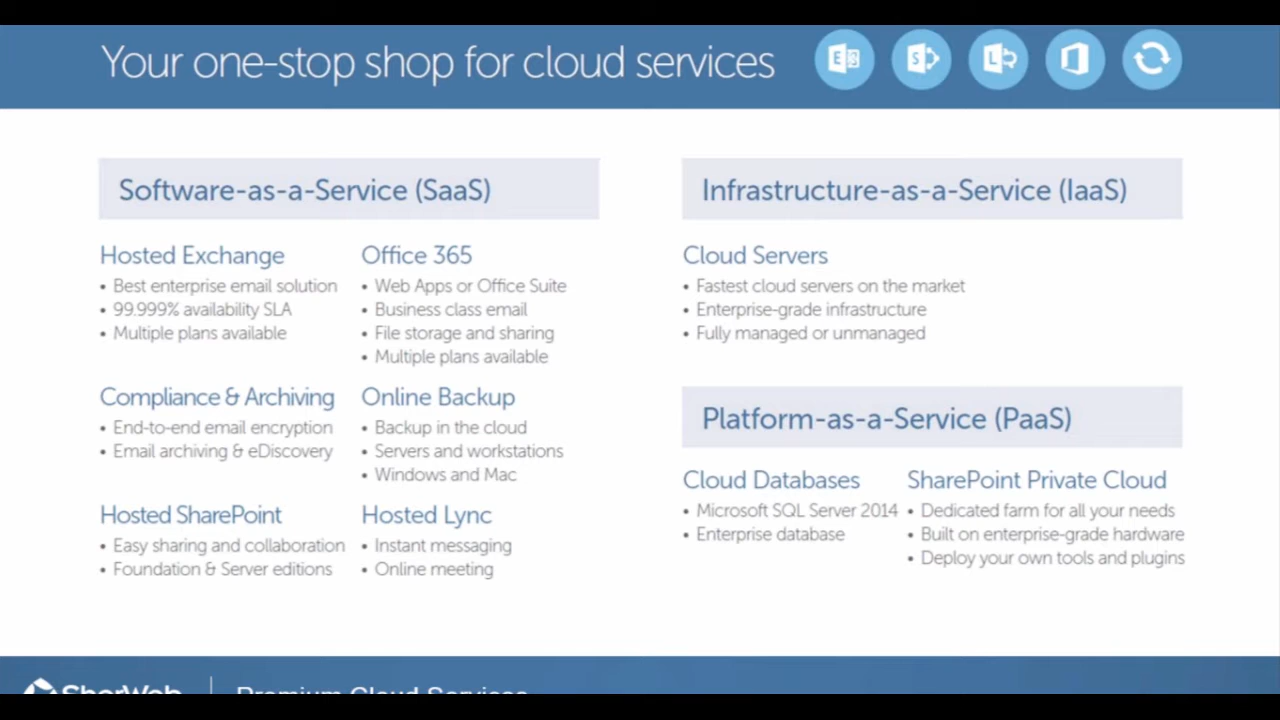 Your one-stop shop for cloud services
Software-as-a-Service (SaaS)
Hosted Exchange
• Best enterprise email solution
• 99.999% availability SLA
• Multiple plans available
Office 365
• Web Apps or Office Suite
• Business class email
• File storage and sharing
• Multiple plans available
Compliance & Archiving
• End-to-end email encryption
• Email archiving & eDiscovery
Online Backup
• Backup in the cloud
• Servers and workstations
• Windows and Mac
Hosted SharePoint
• Easy sharing and collaboration
• Foundation & Server editions
Hosted Lync
• Instant messaging
• Online meeting
Infrastructure-as-a-Service (IaaS)
Cloud Servers
• Fastest cloud servers on the market
• Enterprise-grade infrastructure
• Fully managed or unmanaged
Platform-as-a-Service (PaaS)
Cloud Databases
• Microsoft SQL Server 2014
• Enterprise database
SharePoint Private Cloud
• Dedicated farm for all your needs
• Built on enterprise-grade hardware
• Deploy your own tools and plugins
SherWeb | Premium Cloud Services